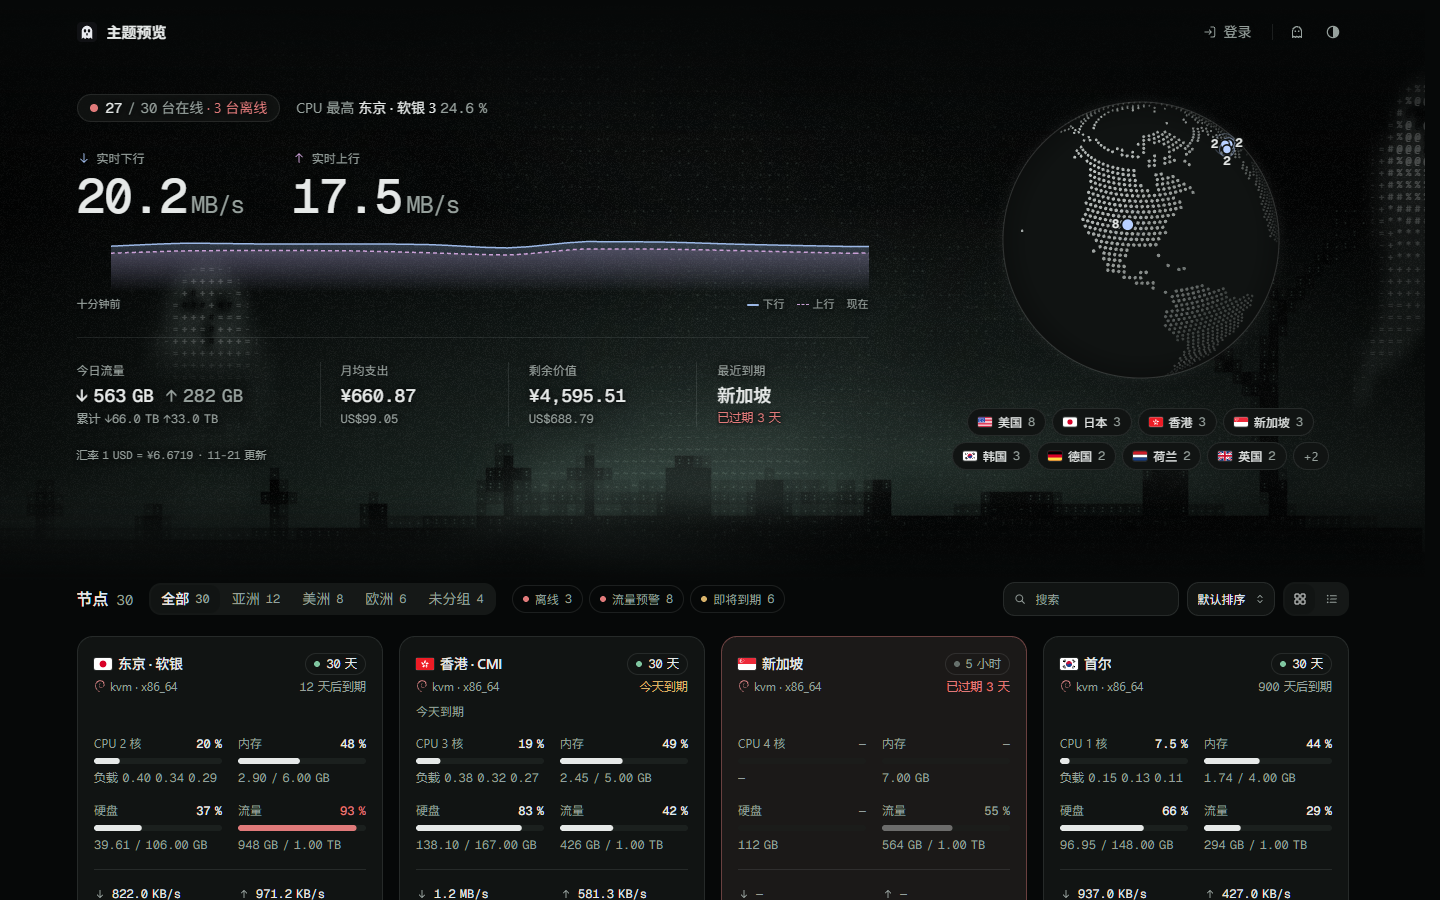 主题预览
登录
27 / 30 台在线 · 3 台离线
CPU 最高 东京 · 软银 3 24.6 %
↓ 实时下行
↑ 实时上行
20.2 MB/s
17.5 MB/s
十分钟前
下行 上行 现在
今日流量
↓ 563 GB ↑ 282 GB
累计 ↓66.0 TB ↑33.0 TB
月均支出
¥660.87
US$99.05
剩余价值
¥4,595.51
US$688.79
最近到期
新加坡
已过期 3 天
汇率 1 USD = ¥6.6719 · 11-21 更新
2 2
2
8
美国 8
日本 3
香港 3
新加坡 3
韩国 3
德国 2
荷兰 2
英国 2
+2
节点 30
全部 30 亚洲 12 美洲 8 欧洲 6 未分组 4
离线 3
流量预警 8
即将到期 6
搜索
默认排序
东京 · 软银
30 天
kvm · x86_64
12 天后到期
CPU 2 核 20 %
内存 48 %
负载 0.40 0.34 0.29
2.90 / 6.00 GB
硬盘 37 %
流量 93 %
39.61 / 106.00 GB
948 GB / 1.00 TB
↓ 822.0 KB/s
↑ 971.2 KB/s
香港 · CMI
30 天
kvm · x86_64
今天到期
今天到期
CPU 3 核 19 %
内存 49 %
负载 0.38 0.32 0.27
2.45 / 5.00 GB
硬盘 83 %
流量 42 %
138.10 / 167.00 GB
426 GB / 1.00 TB
↓ 1.2 MB/s
↑ 581.3 KB/s
新加坡
5 小时
kvm · x86_64
已过期 3 天
CPU 4 核 –
内存 –
–
7.00 GB
硬盘 –
流量 55 %
112 GB
564 GB / 1.00 TB
↓ –
↑ –
首尔
30 天
kvm · x86_64
900 天后到期
CPU 1 核 7.5 %
内存 44 %
负载 0.15 0.13 0.11
1.74 / 4.00 GB
硬盘 66 %
流量 29 %
96.95 / 148.00 GB
294 GB / 1.00 TB
↓ 937.0 KB/s
↑ 427.0 KB/s